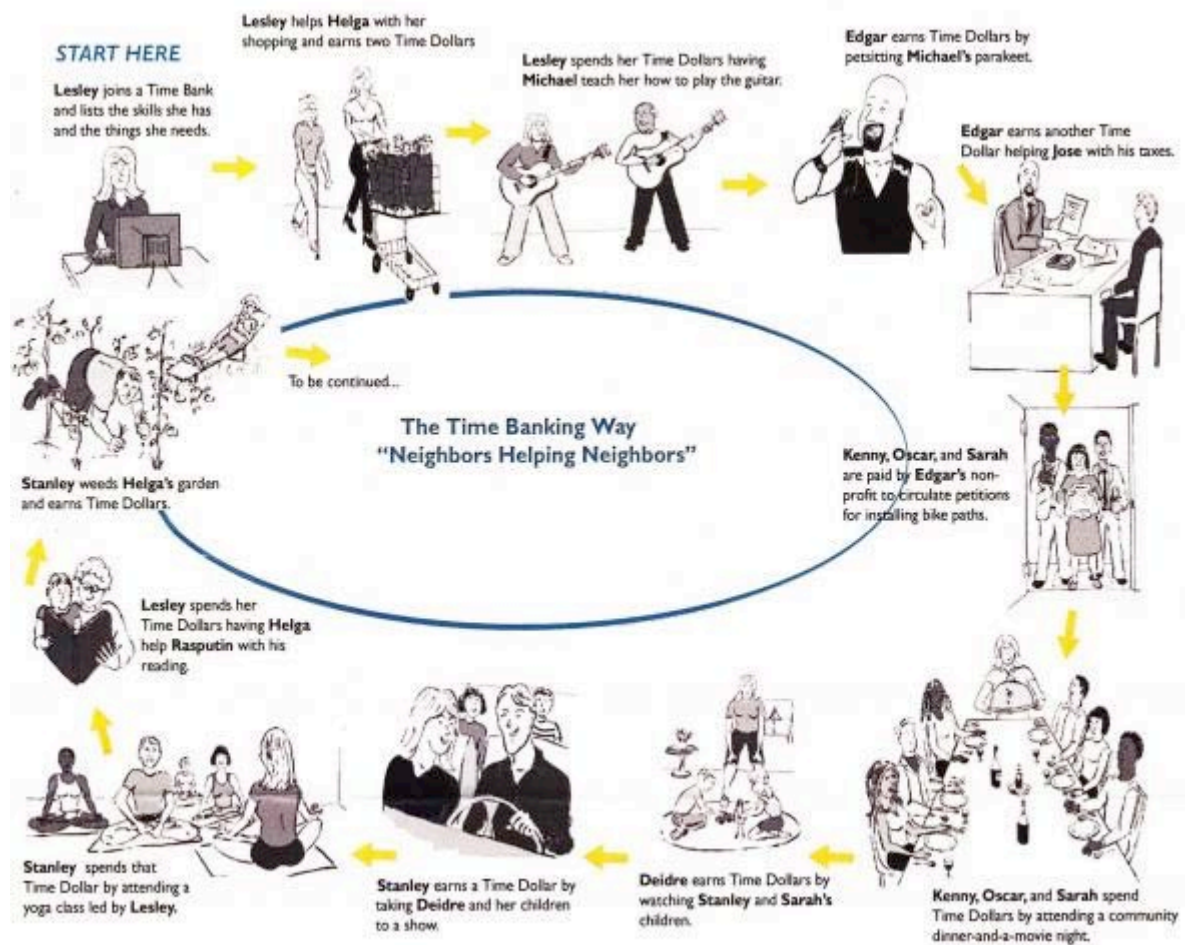 START HERE
Lesley joins a Time Bank
and lists the skills she has
and the things she needs.
Lesley helps Helga with her
shopping and earns two Time Dollars
Lesley spends her Time Dollars having
Michael teach her how to play the guitar.
Edgar earns Time Dollars by
petsitting Michael's parakeet.
Edgar earns another Time
Dollar helping Jose with his taxes.
Kenny, Oscar, and Sarah
are paid by Edgar's non-
profit to circulate petitions
for installing bike paths.
Kenny, Oscar, and Sarah spend
Time Dollars by attending a community
dinner-and-a-movie night.
Deidre earns Time Dollars by
watching Stanley and Sarah's
children.
Stanley earns a Time Dollar by
taking Deidre and her children
to a show.
Stanley spends that
Time Dollar by attending a
yoga class led by Lesley.
Lesley spends her
Time Dollars having Helga
help Rasputin with his
reading.
Stanley weeds Helga's garden
and earns Time Dollars.
To be continued...
The Time Banking Way
“Neighbors Helping Neighbors”